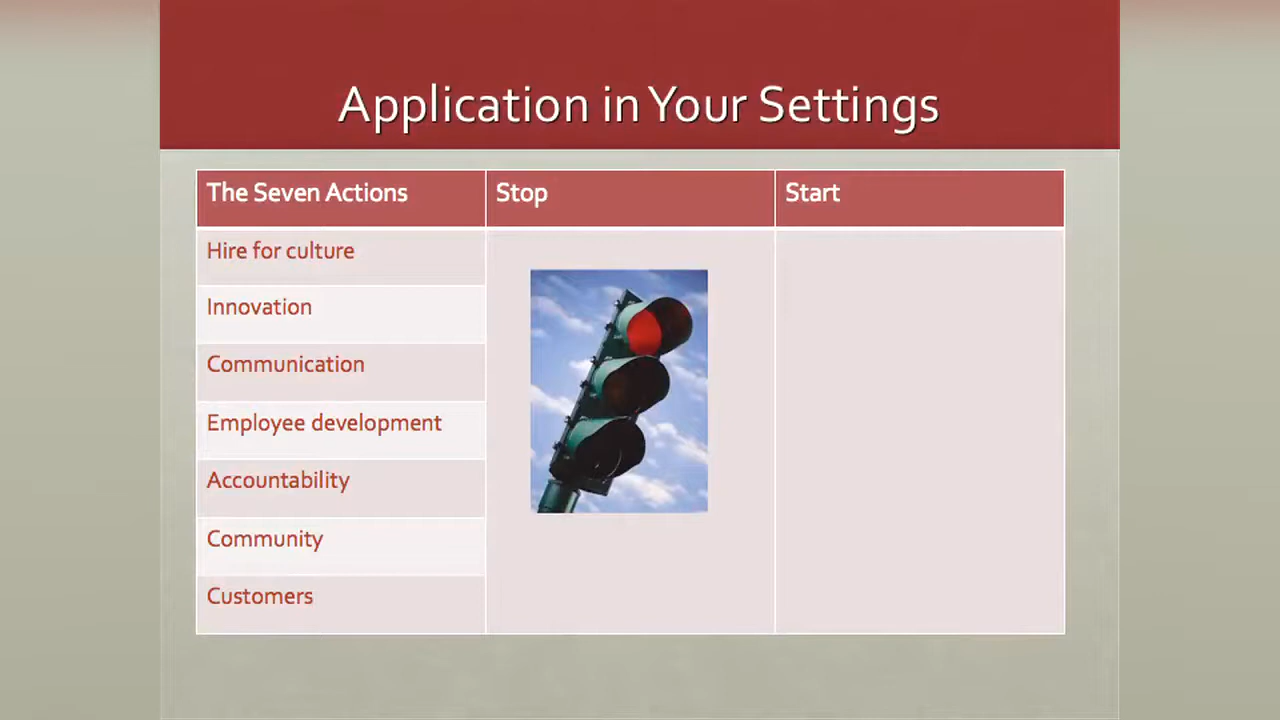 Application in Your Settings
The Seven Actions
Stop
Start
Hire for culture
Innovation
Communication
Employee development
Accountability
Community
Customers